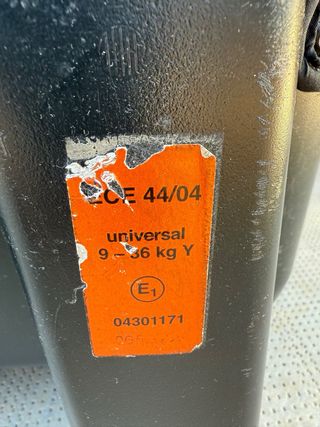 ECE 44/04
universal
9 – 36 kg Y
E1
04301171